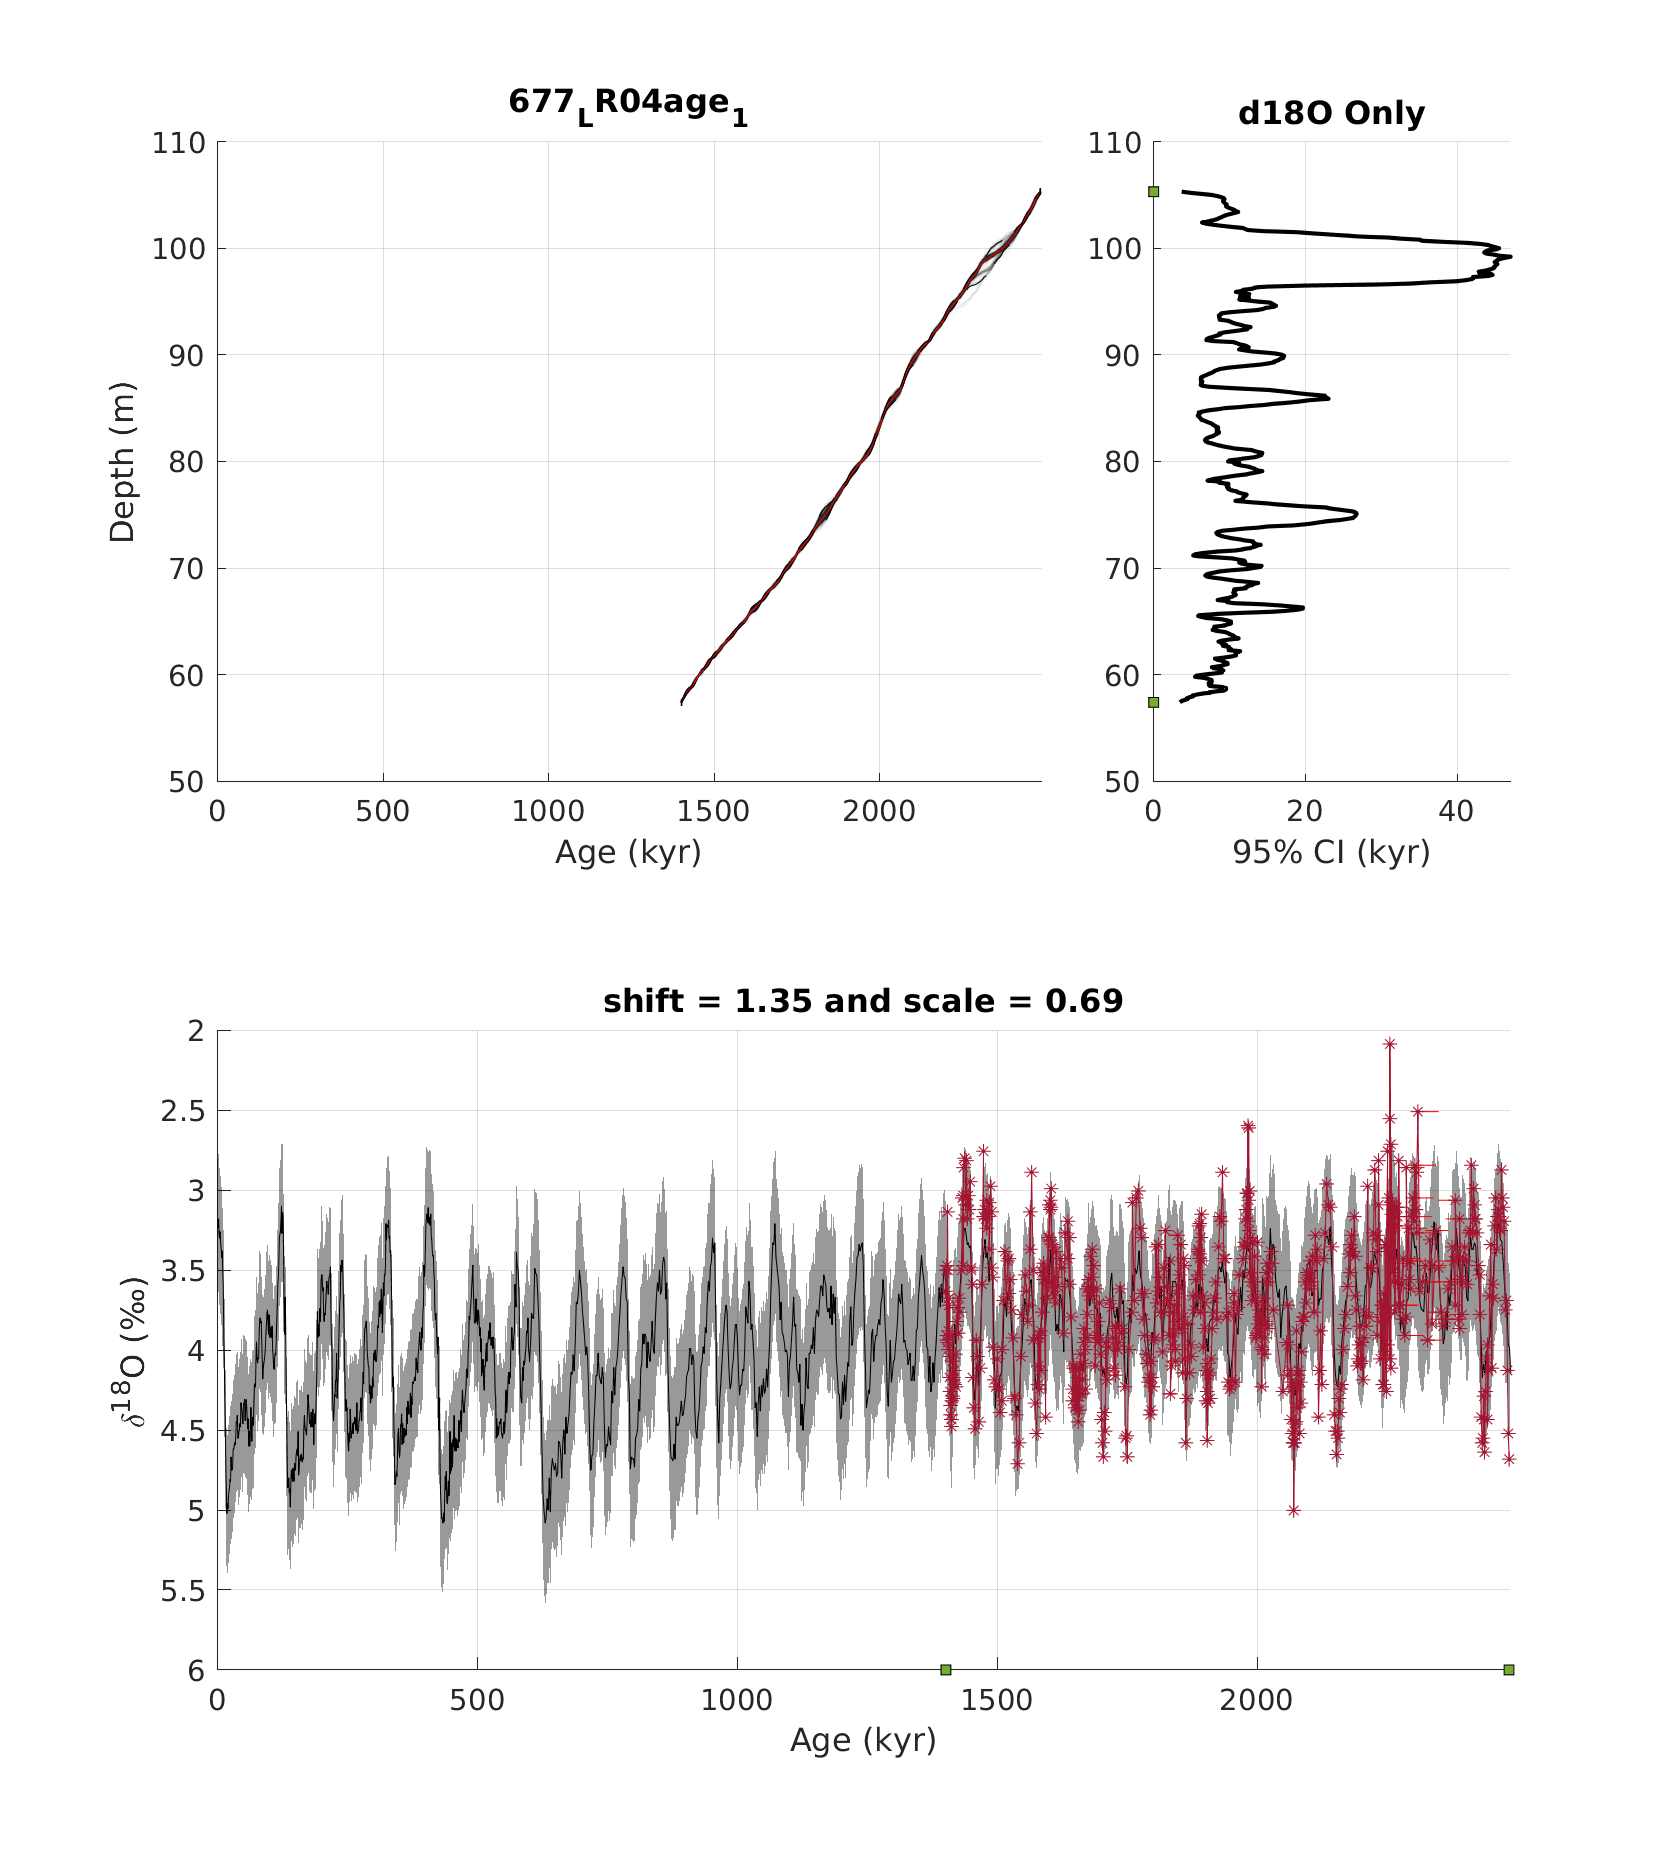 677_LR04age_1
d18O Only
110
100
90
80
70
60
50
Depth (m)
0 500 1000 1500 2000
Age (kyr)
110
100
90
80
70
60
50
0 20 40
95% CI (kyr)
shift = 1.35 and scale = 0.69
2
2.5
3
3.5
4
4.5
5
5.5
6
δ¹⁸O (‰)
0 500 1000 1500 2000
Age (kyr)